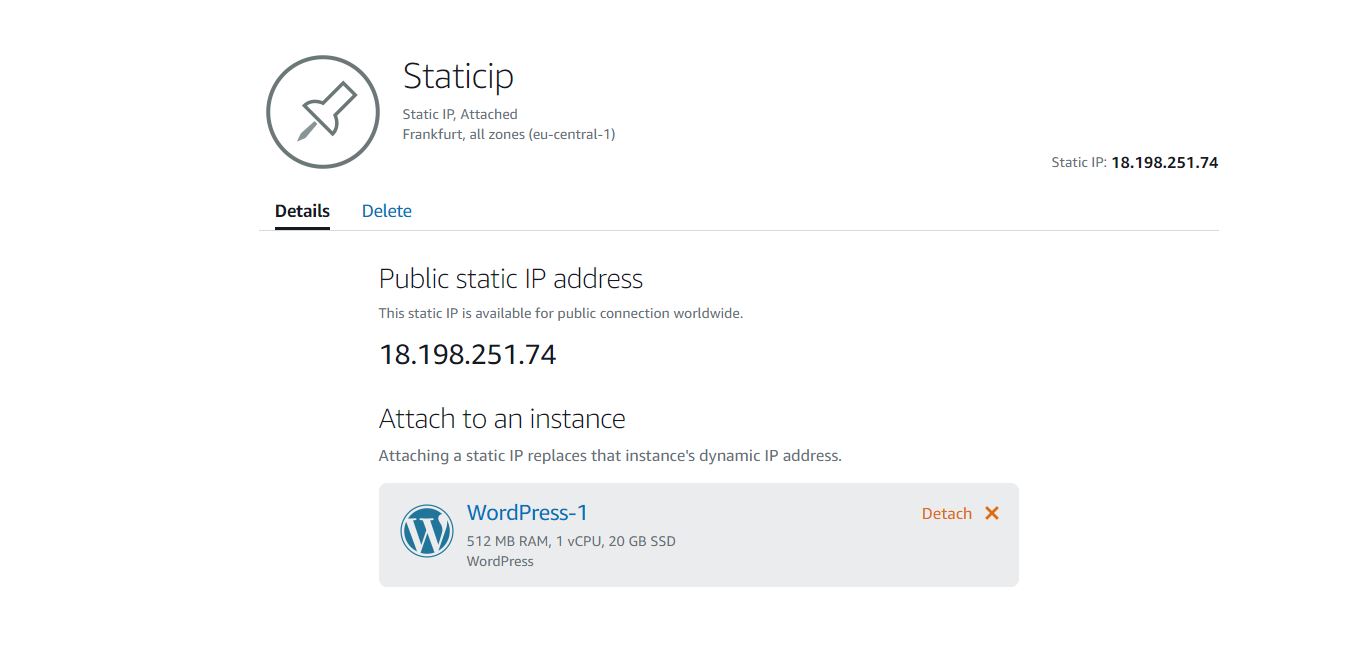 Staticip
Static IP, Attached
Frankfurt, all zones (eu-central-1)
Static IP: 18.198.251.74
Details Delete
Public static IP address
This static IP is available for public connection worldwide.
18.198.251.74
Attach to an instance
Attaching a static IP replaces that instance's dynamic IP address.
WordPress-1 Detach
512 MB RAM, 1 vCPU, 20 GB SSD
WordPress